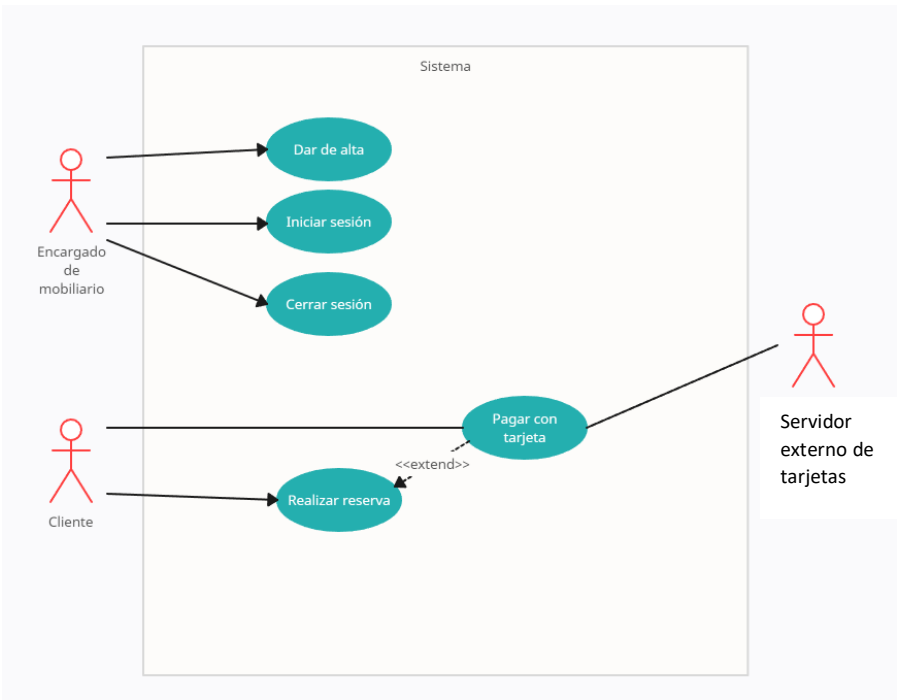 Sistema
Dar de alta
Iniciar sesión
Encargado
de
mobiliario
Cerrar sesión
Pagar con
tarjeta
Servidor
externo de
tarjetas
<<extend>>
Realizar reserva
Cliente